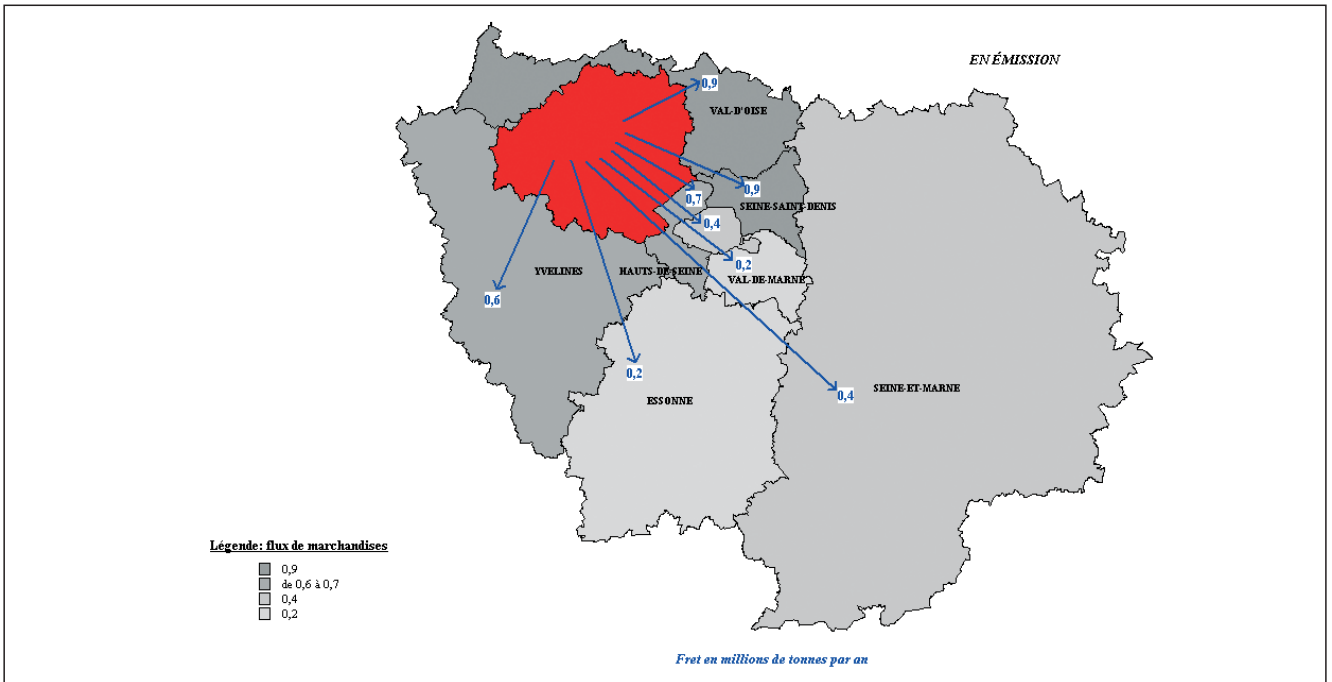 EN ÉMISSION
0,9
VAL-D'OISE
0,9
0,7
SEINE-SAINT-DENIS
0,4
0,2
YVELINES
HAUTS-DE-SEINE
VAL-DE-MARNE
0,6
0,2
SEINE-ET-MARNE
0,4
ESSONNE
Légende: flux de marchandises
0,9
de 0,6 à 0,7
0,4
0,2
Fret en millions de tonnes par an